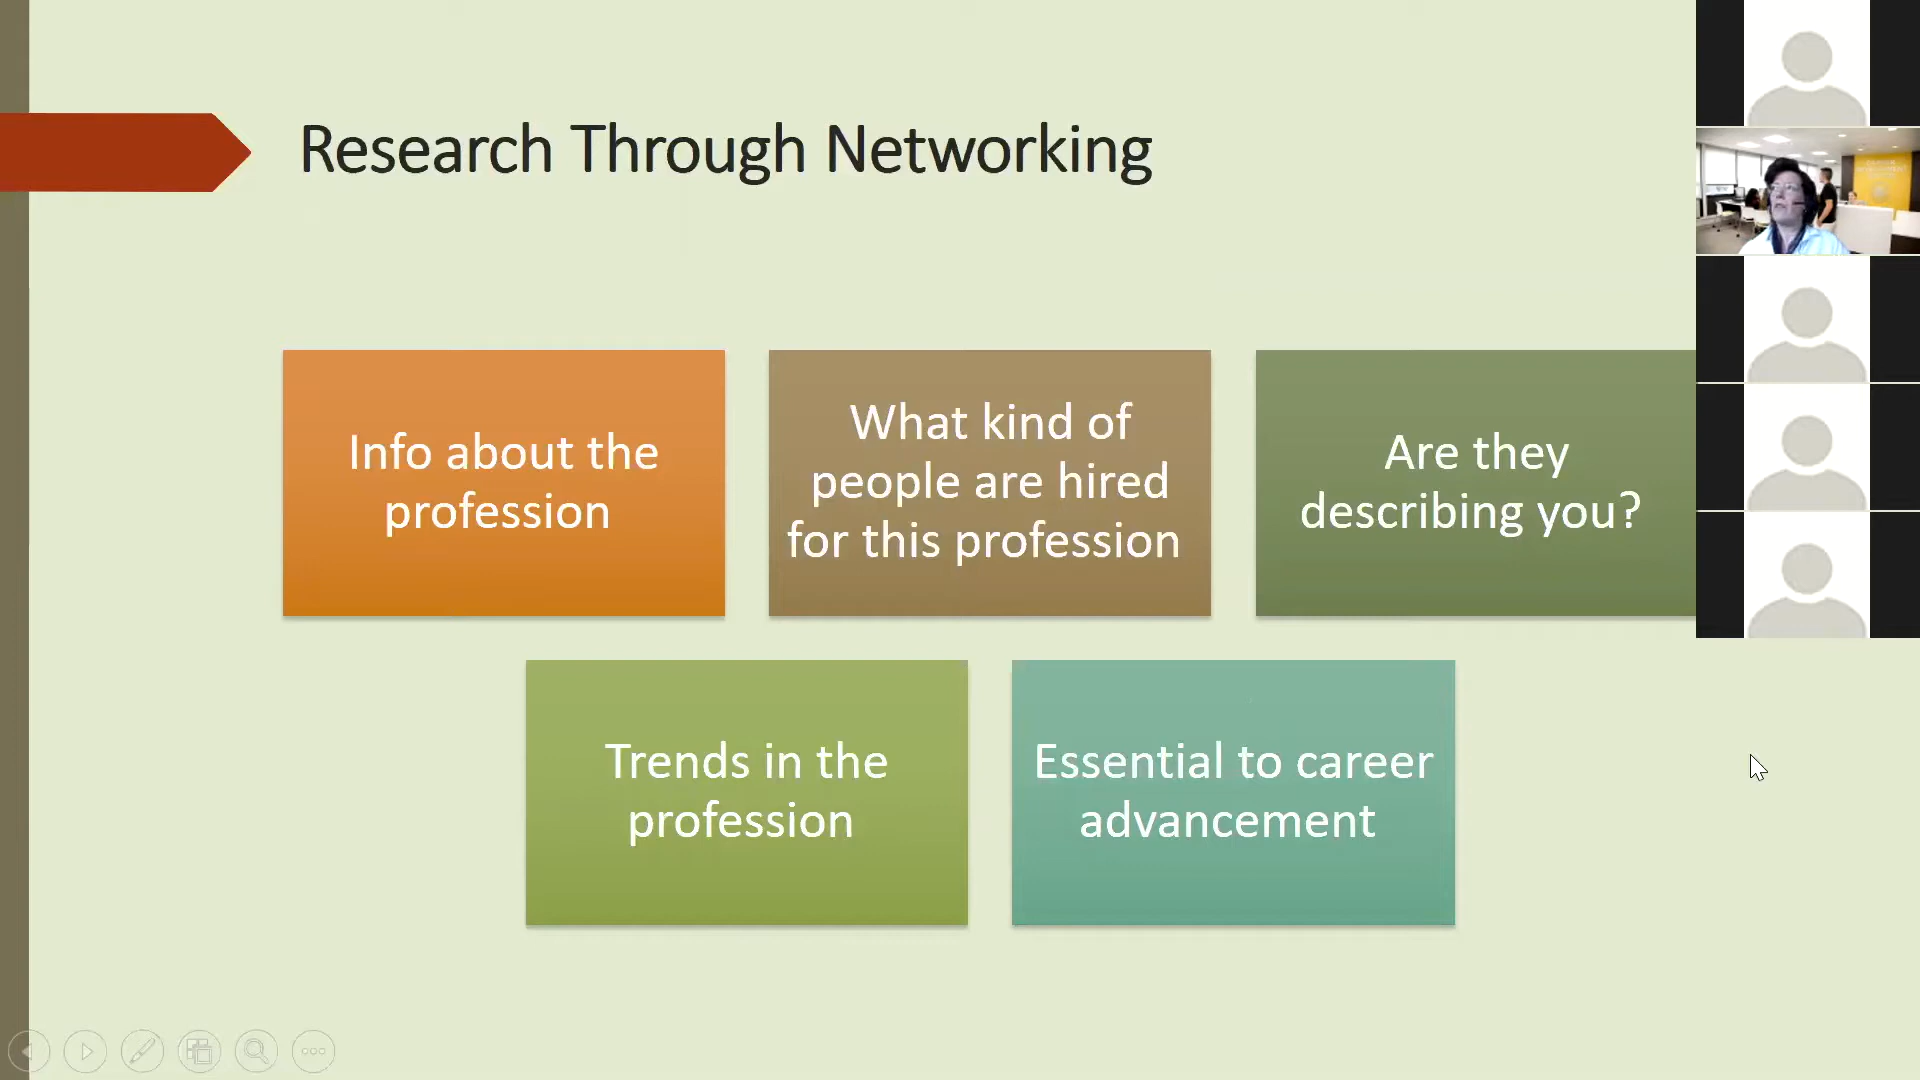 Research Through Networking
Info about the
profession
What kind of
people are hired
for this profession
Are they
describing you?
Trends in the
profession
Essential to career
advancement